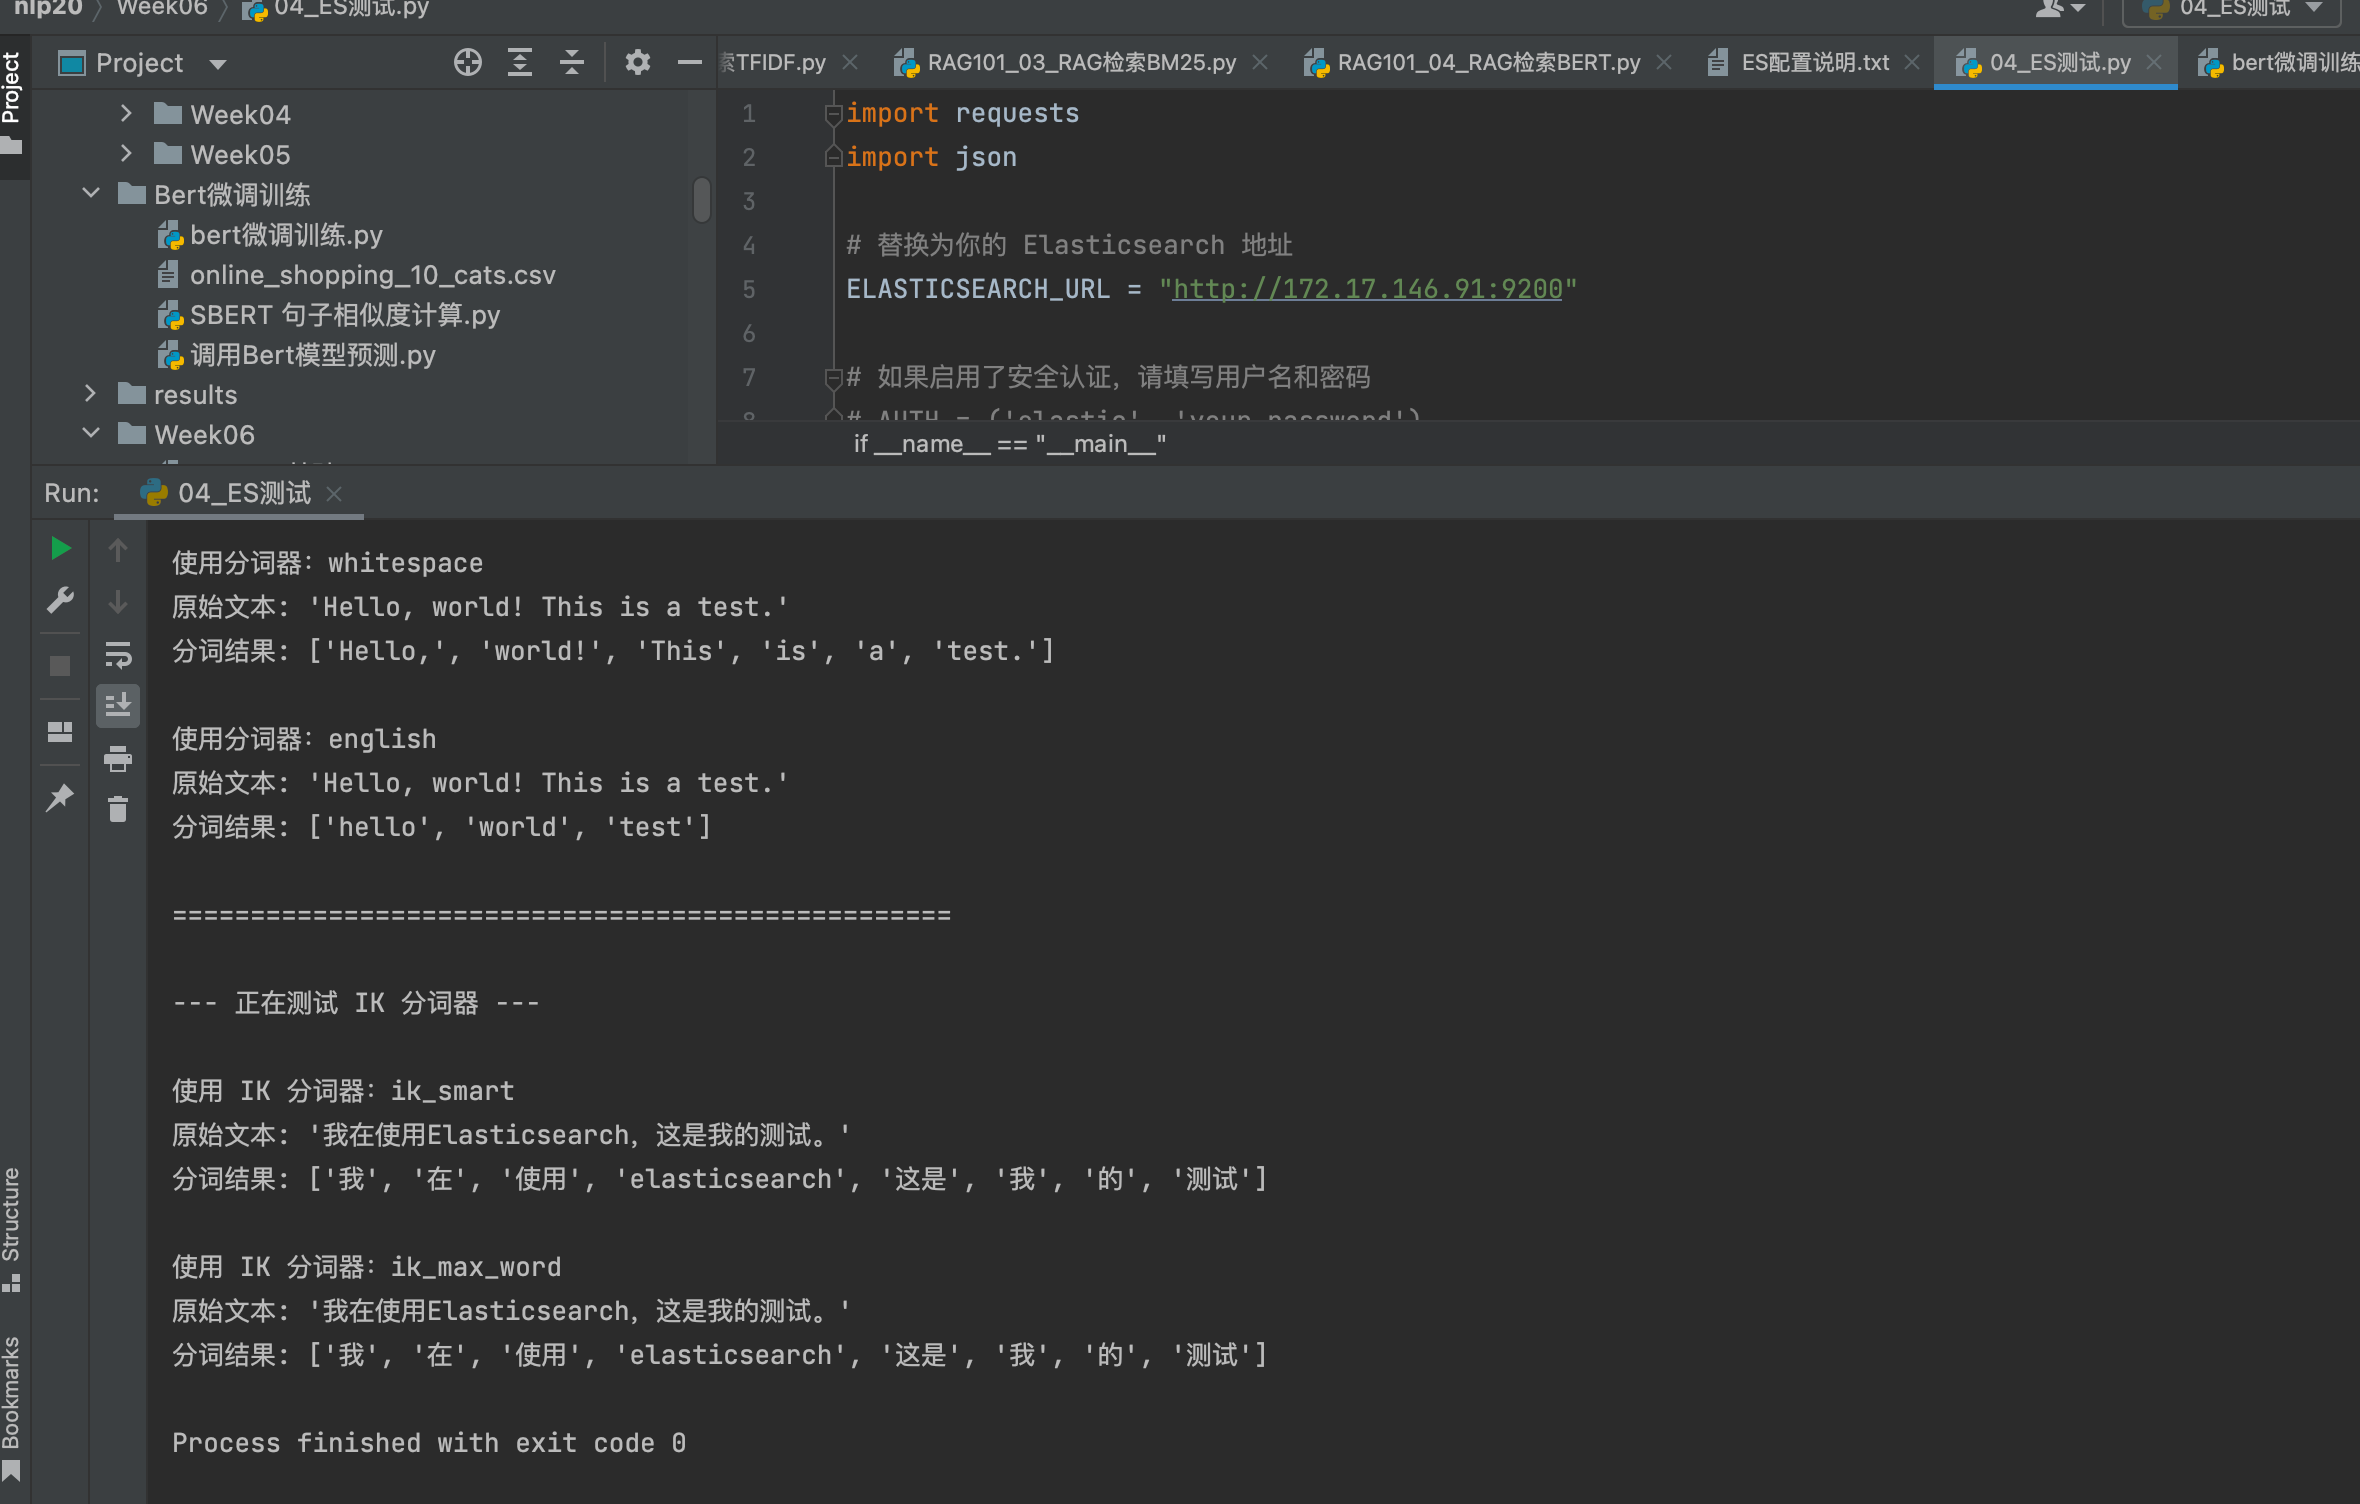 nlp20 〉 Week06 〉 04_ES测试.py
04_ES测试
Project
Project
索TFIDF.py
RAG101_03_RAG检索BM25.py
RAG101_04_RAG检索BERT.py
ES配置说明.txt
04_ES测试.py
bert微调训练
Week04
Week05
Bert微调训练
bert微调训练.py
online_shopping_10_cats.csv
SBERT 句子相似度计算.py
调用Bert模型预测.py
results
Week06
1 import requests
2 import json
3
4 # 替换为你的 Elasticsearch 地址
5 ELASTICSEARCH_URL = "http://172.17.146.91:9200"
6
7 # 如果启用了安全认证，请填写用户名和密码
8 # AUTH = ('elastic', 'your_password')
if __name__ == "__main__"
Run:
04_ES测试
使用分词器：whitespace
原始文本: 'Hello, world! This is a test.'
分词结果: ['Hello,', 'world!', 'This', 'is', 'a', 'test.']
使用分词器：english
原始文本: 'Hello, world! This is a test.'
分词结果: ['hello', 'world', 'test']
==================================================
--- 正在测试 IK 分词器 ---
使用 IK 分词器：ik_smart
原始文本: '我在使用Elasticsearch，这是我的测试。'
分词结果: ['我', '在', '使用', 'elasticsearch', '这是', '我', '的', '测试']
使用 IK 分词器：ik_max_word
原始文本: '我在使用Elasticsearch，这是我的测试。'
分词结果: ['我', '在', '使用', 'elasticsearch', '这是', '我', '的', '测试']
Process finished with exit code 0
Structure
Bookmarks